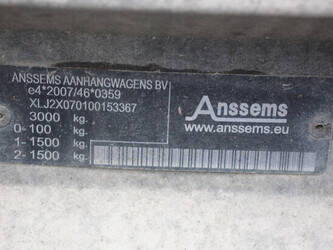 ANSSEMS AANHANGWAGENS BV
e4*2007/46*0359
XLJ2X070100153367
3000 kg.
0- 100 kg.
1- 1500 kg.
2- 1500 kg.
Anssems
www.anssems.eu